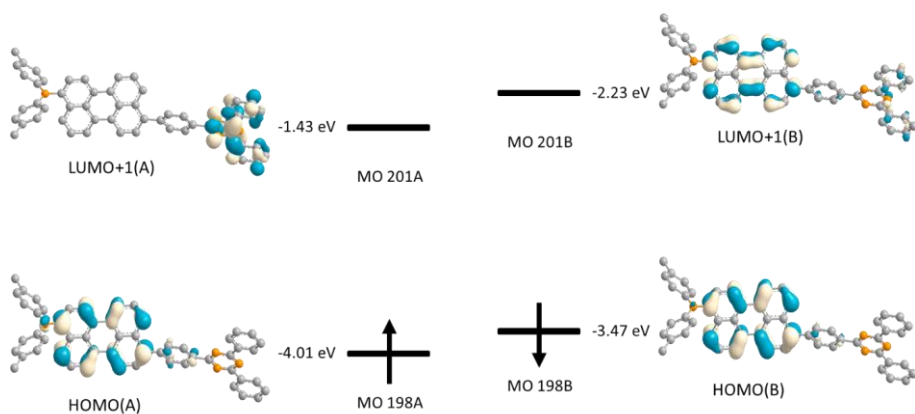 LUMO+1(A)
-1.43 eV
MO 201A
MO 201B
-2.23 eV
LUMO+1(B)
HOMO(A)
-4.01 eV
MO 198A
MO 198B
-3.47 eV
HOMO(B)